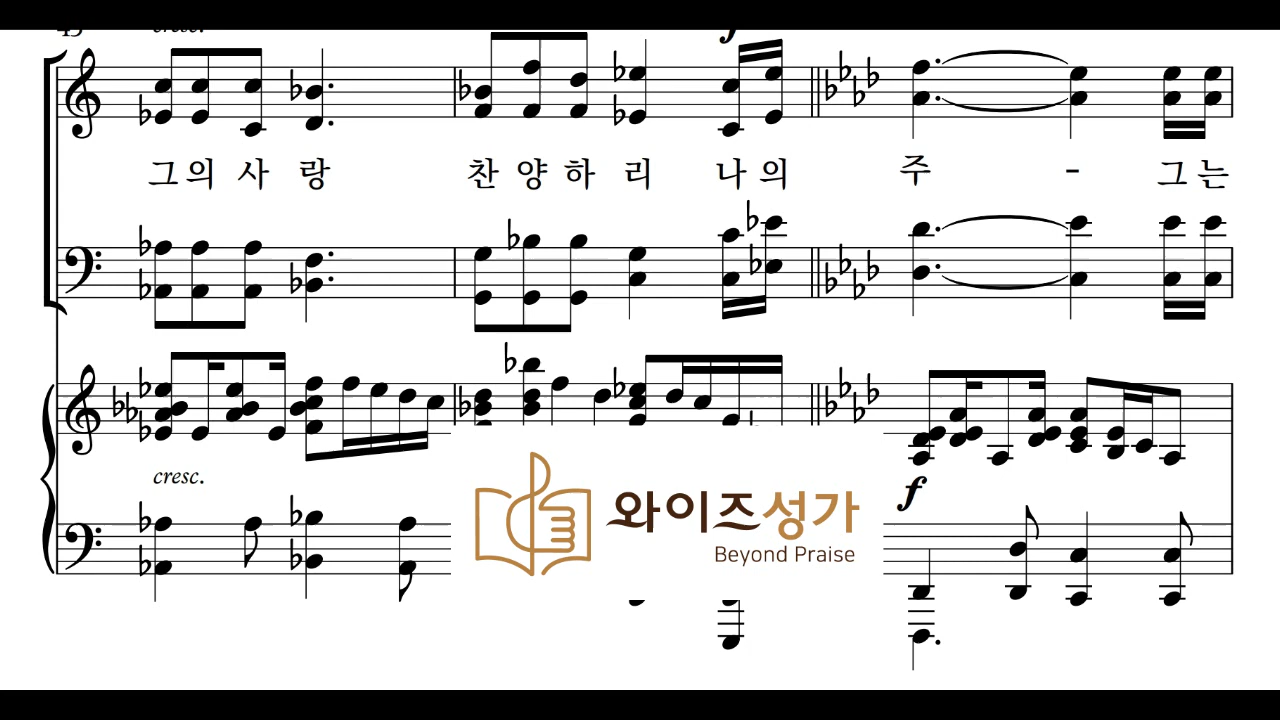 그의 사 랑 찬 양 하 리 나 의 주 - 그 는
cresc.
f
와이즈성가
Beyond Praise